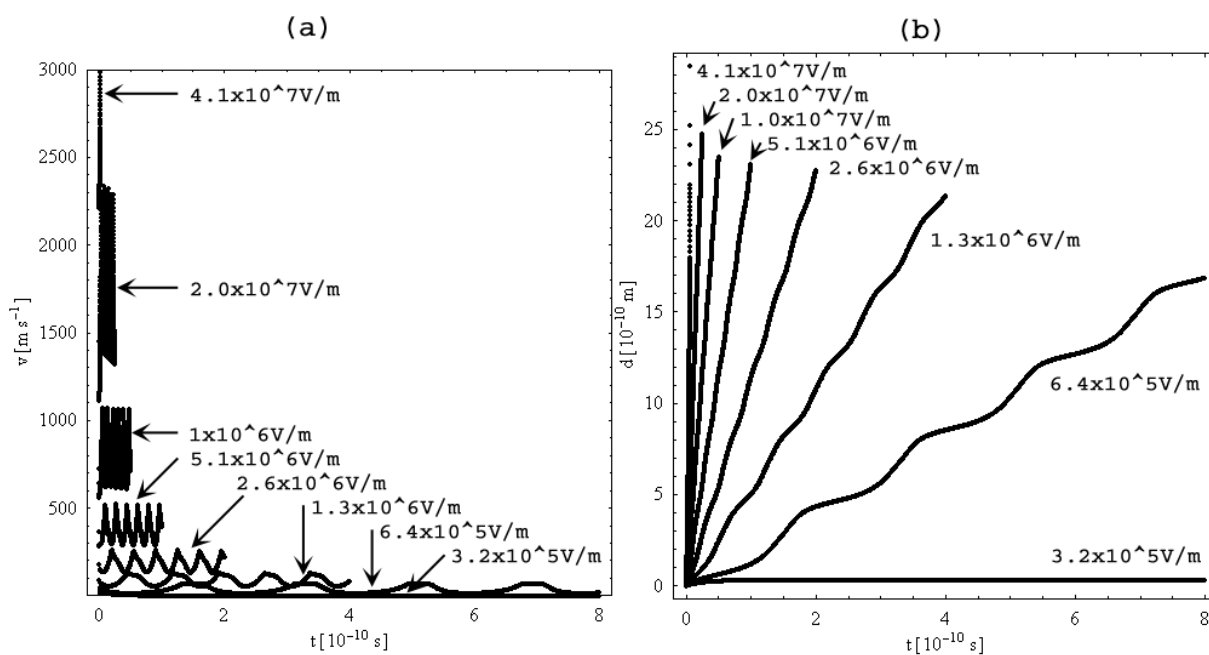 (a)
3000
2500
2000
1500
1000
500
v [m s⁻¹]
4.1x10^7V/m
2.0x10^7V/m
1x10^6V/m
5.1x10^6V/m
2.6x10^6V/m
1.3x10^6V/m
6.4x10^5V/m
3.2x10^5V/m
0 2 4 6 8
t [10⁻¹⁰ s]
(b)
25
20
15
10
5
0
d [10⁻¹⁰ m]
4.1x10^7V/m
2.0x10^7V/m
1.0x10^7V/m
5.1x10^6V/m
2.6x10^6V/m
1.3x10^6V/m
6.4x10^5V/m
3.2x10^5V/m
0 2 4 6 8
t [10⁻¹⁰ s]